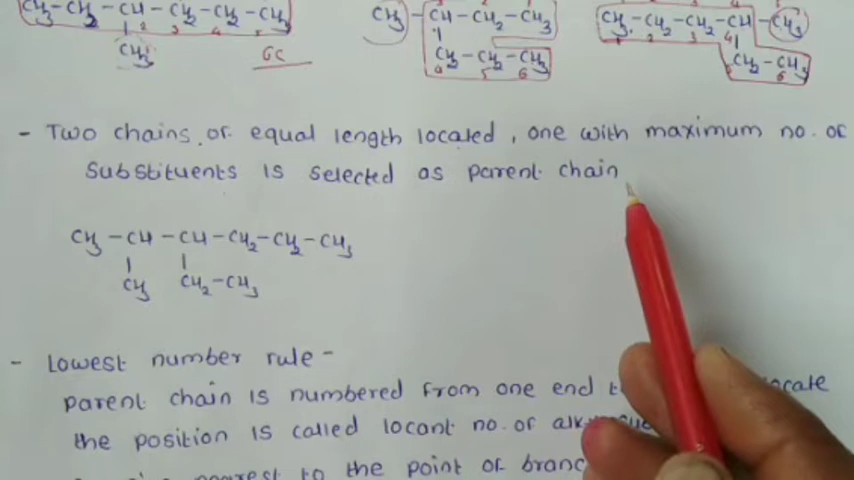 CH3-CH2-CH-CH2-CH2-CH3 CH3-CH-CH2-CH3 CH3-CH2-CH2-CH-CH3
CH3 6C CH2-CH2-CH3 CH2-CH3
- Two chains of equal length located, one with maximum no. of
substituents is selected as parent chain
CH3-CH-CH-CH2-CH2-CH3
CH3 CH2-CH3
- Lowest number rule-
parent chain is numbered from one end
the position is called locant no. of
nearest to the point of